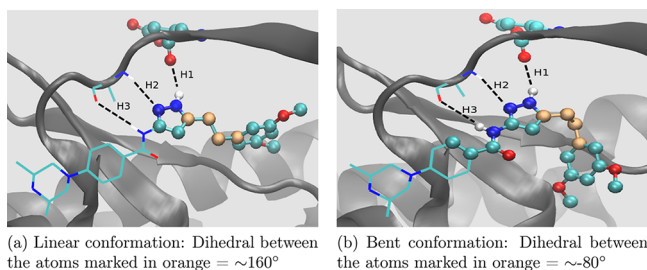 H1
H2
H3
H1
H2
H3
(a) Linear conformation: Dihedral between
the atoms marked in orange = ~160°
(b) Bent conformation: Dihedral between
the atoms marked in orange = ~-80°